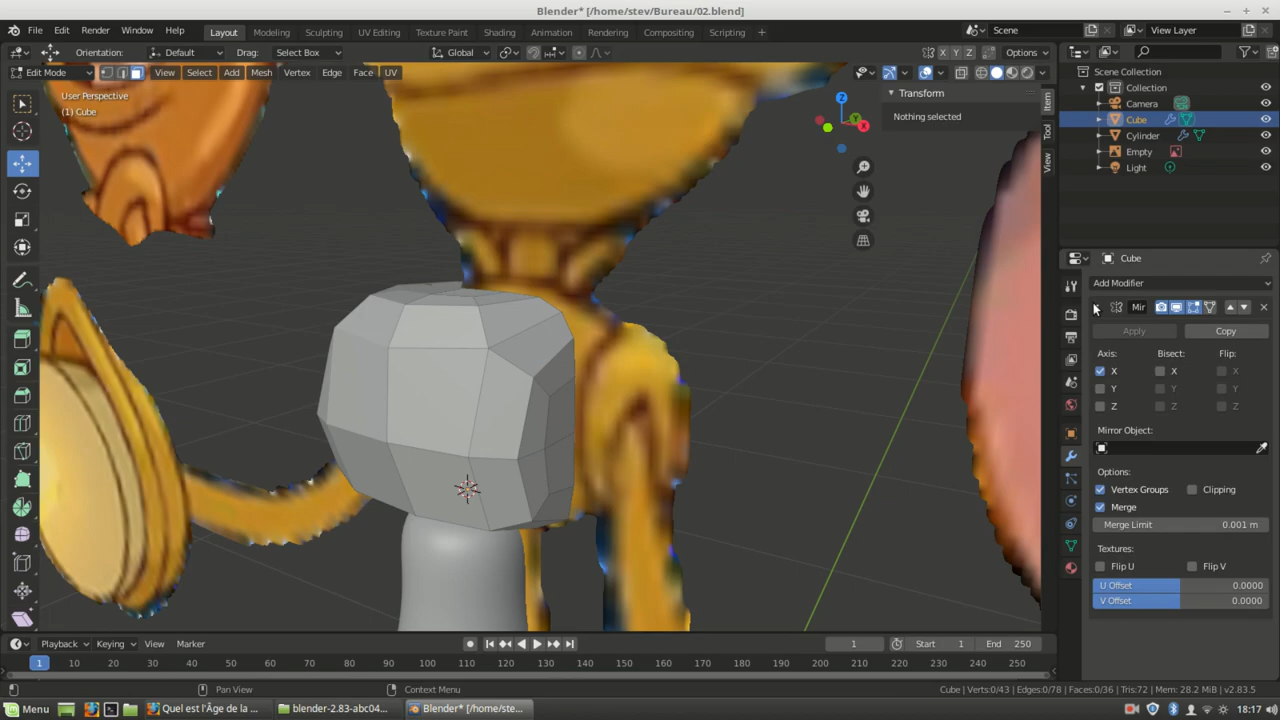 Blender* [/home/stev/Bureau/02.blend]
File Edit Render Window Help Layout Modeling Sculpting UV Editing Texture Paint Shading Animation Rendering Compositing Scripting + Scene View Layer
Orientation: Default Drag: Select Box Global X Y Z Options
Edit Mode View Select Add Mesh Vertex Edge Face UV
User Perspective
(1) Cube
Z
Y
X
Transform
Nothing selected
Item
Tool
View
Scene Collection
Collection
Camera
Cube
Cylinder
Empty
Light
Cube
Add Modifier
Mir
Apply Copy
Axis: Bisect: Flip:
X X X
Y Y Y
Z Z Z
Mirror Object:
Options:
Vertex Groups Clipping
Merge
Merge Limit 0.001 m
Textures:
Flip U Flip V
U Offset 0.0000
V Offset 0.0000
Playback Keying View Marker 1 Start 1 End 250
1 10 20 30 40 50 60 70 80 90 100 110 120 130 140 150 160 170 180 190 200 210 220 230 240 250
Pan View Context Menu Cube | Verts:0/43 | Edges:0/78 | Faces:0/36 | Tris:72 | Mem: 28.2 MiB | v2.83.5
Menu Quel est l'Âge de la ... blender-2.83-abc04... Blender* [/home/ste... 18:17